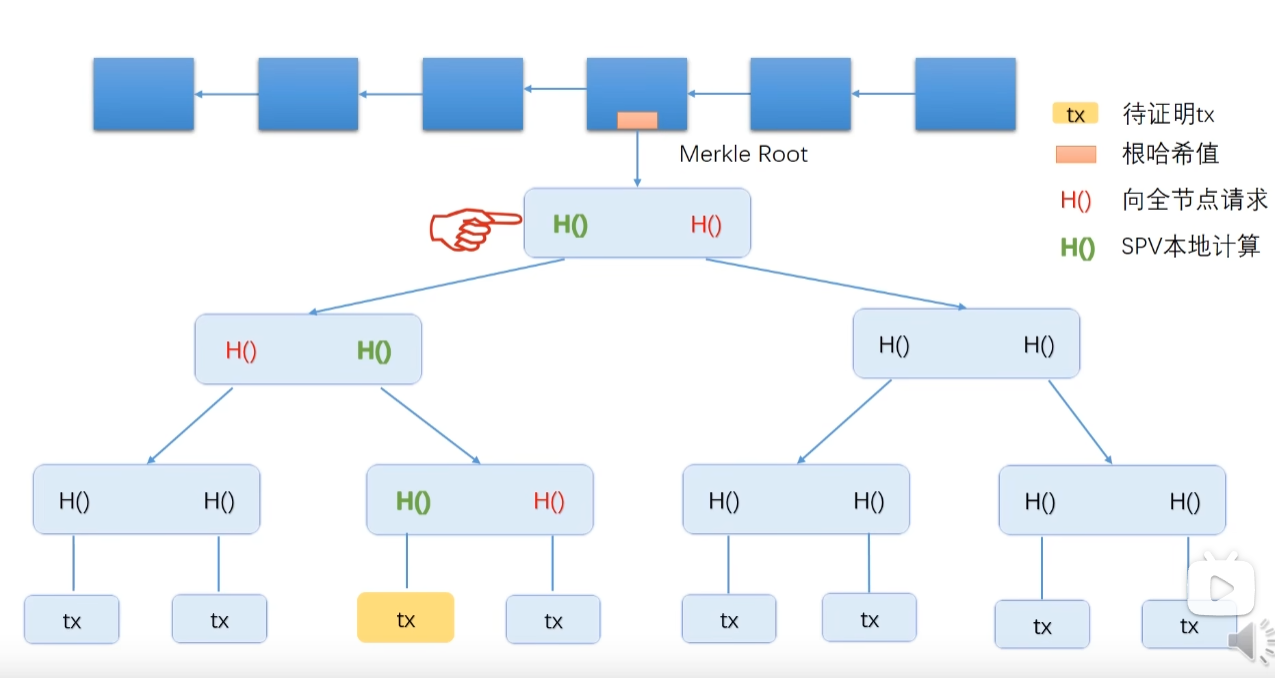 tx 待证明tx
Merkle Root 根哈希值
H() 向全节点请求
H() H()
H() SPV本地计算
H() H() H() H()
H() H() H() H() H() H() H() H()
tx tx tx tx tx tx tx tx